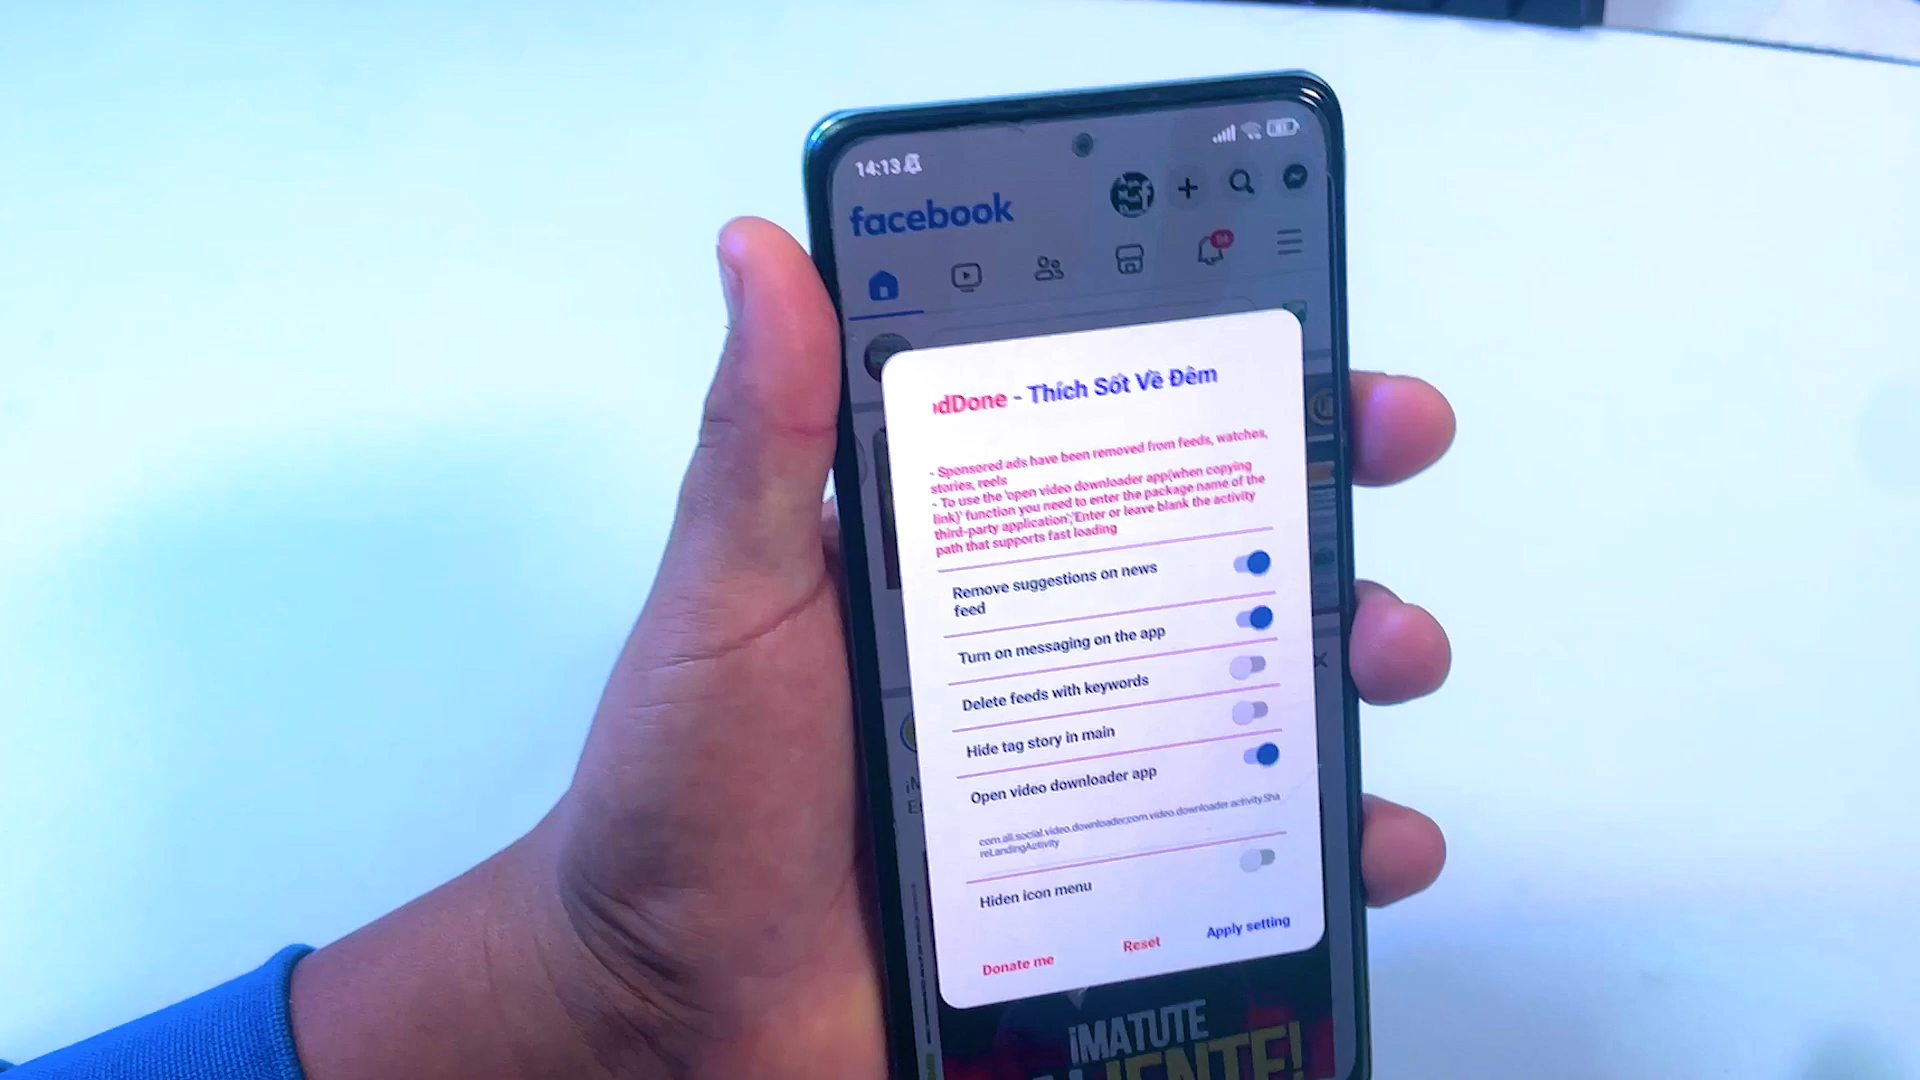 14:13
facebook
dDone - Thích Sốt Về Đêm
- Sponsored ads have been removed from feeds, watches,
stories, reels
- To use the 'open video downloader app(when copying
link)' function you need to enter the package name of the
third-party application','Enter or leave blank the activity
path that supports fast loading
Remove suggestions on news
feed
Turn on messaging on the app
Delete feeds with keywords
Hide tag story in main
Open video downloader app
com.all.social.video.downloader;com.video.downloader.activity.Sha
reLandingActivity
Hiden icon menu
Donate me
Reset
Apply setting
¡MATUTE